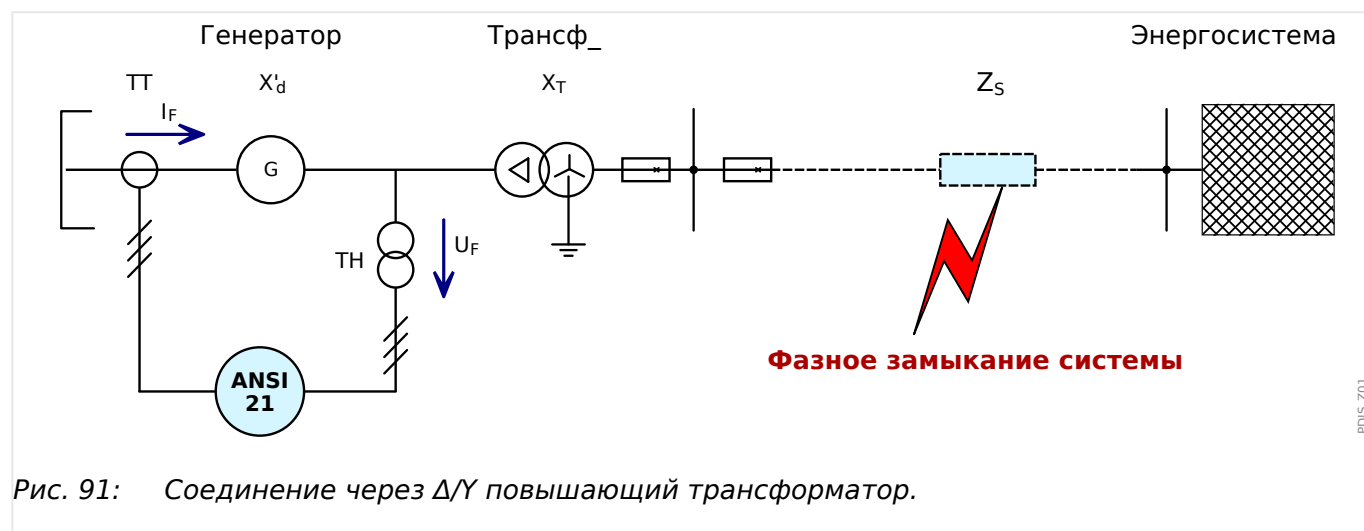 Генератор Трансф_ Энергосистема
ТТ X'd XT ZS
IF
G
ТН UF
ANSI
21
Фазное замыкание системы
PDIS_Z01
Рис. 91: Соединение через Δ/Y повышающий трансформатор.